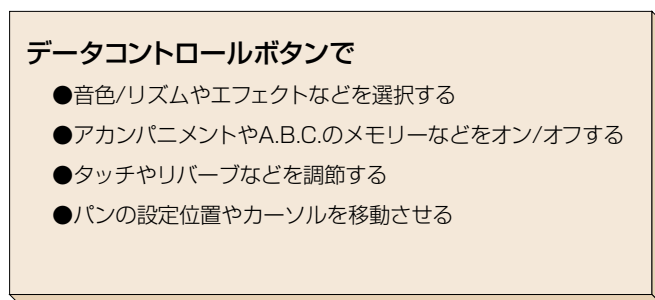 データコントロールボタンで
●音色/リズムやエフェクトなどを選択する
●アカンパニメントやA.B.C.のメモリーなどをオン/オフする
●タッチやリバーブなどを調節する
●パンの設定位置やカーソルを移動させる